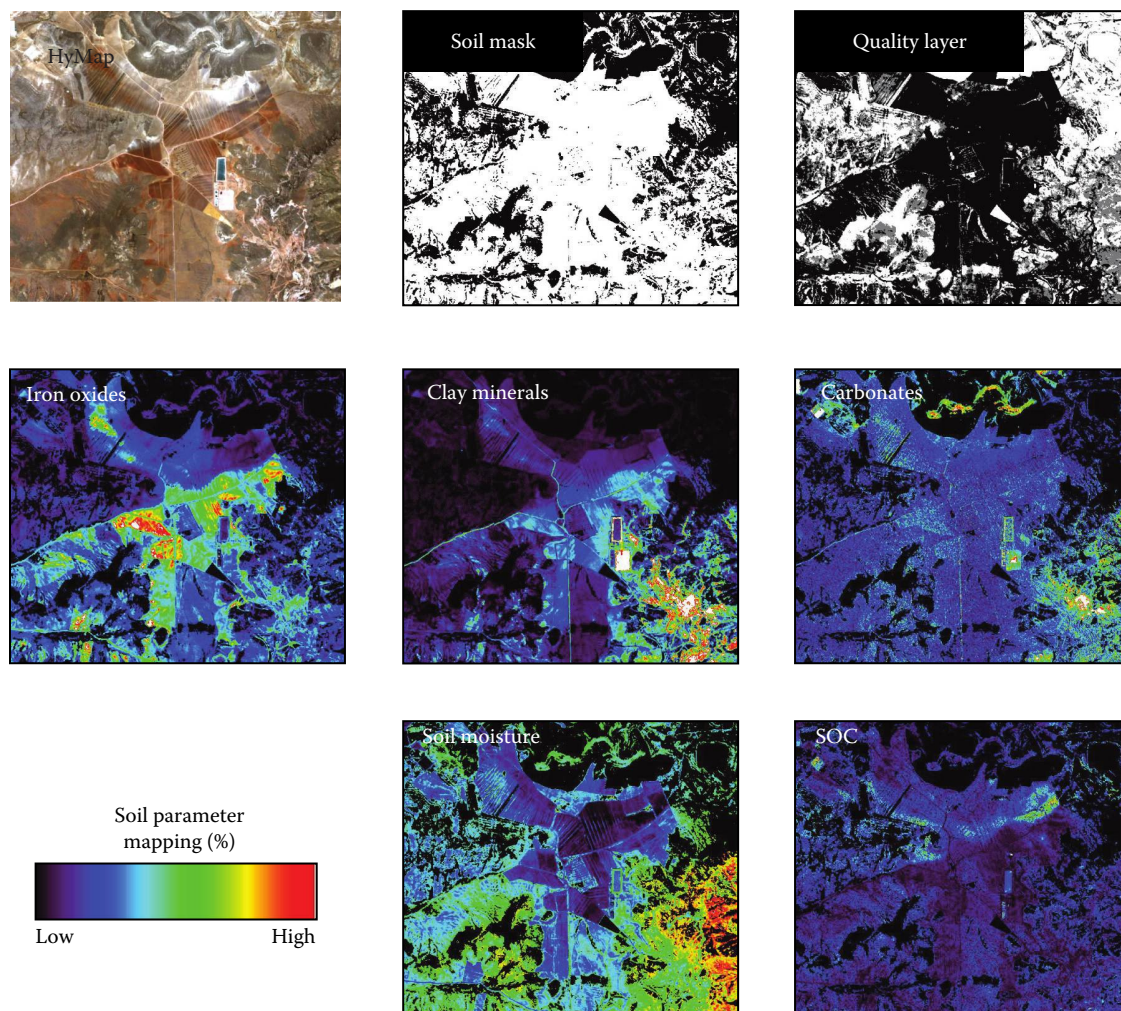 HyMap
Soil mask
Quality layer
Iron oxides
Clay minerals
Carbonates
Soil moisture
SOC
Soil parameter
mapping (%)
Low
High